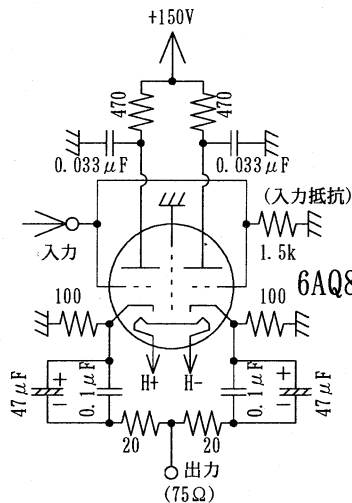 +150V
470
470
0.033μF
0.033μF
(入力抵抗)
入力
1.5k
6AQ8
100
100
H+
H-
47μF
+
-
0.1μF
0.1μF
+
-
47μF
20
20
出力
(75Ω)